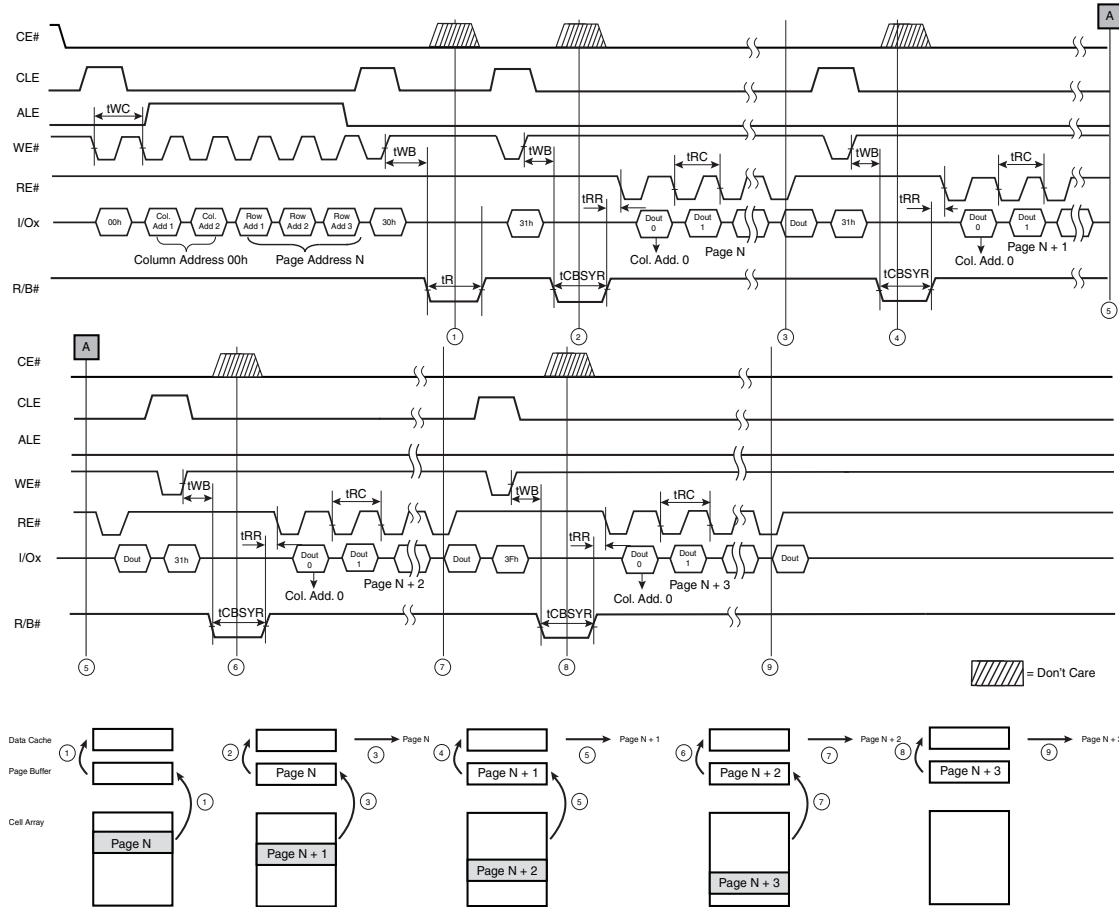 A
CE#
CLE
ALE
tWC
WE#
tWB
tWB
tWB
RE#
tRC
tRC
tRR
tRR
I/Ox
00h
Col. Add 1
Col. Add 2
Row Add 1
Row Add 2
Row Add 3
30h
31h
Dout 0
Dout 1
Dout
31h
Dout 0
Dout 1
Column Address 00h
Page Address N
Page N
Page N + 1
Col. Add. 0
Col. Add. 0
R/B#
tR
tCBSYR
tCBSYR
1
2
3
4
5
A
CE#
CLE
ALE
WE#
tWB
tWB
RE#
tRC
tRC
tRR
tRR
I/Ox
Dout
31h
Dout 0
Dout 1
Dout
3Fh
Dout 0
Dout 1
Dout
Page N + 2
Page N + 3
Col. Add. 0
Col. Add. 0
R/B#
tCBSYR
tCBSYR
5
6
7
8
9
= Don't Care
Data Cache
1
2
3
Page N
4
5
Page N + 1
6
7
Page N + 2
8
9
Page Buffer
Page N
Page N + 1
Page N + 2
Page N + 3
1
3
5
7
Cell Array
Page N
Page N + 1
Page N + 2
Page N + 3